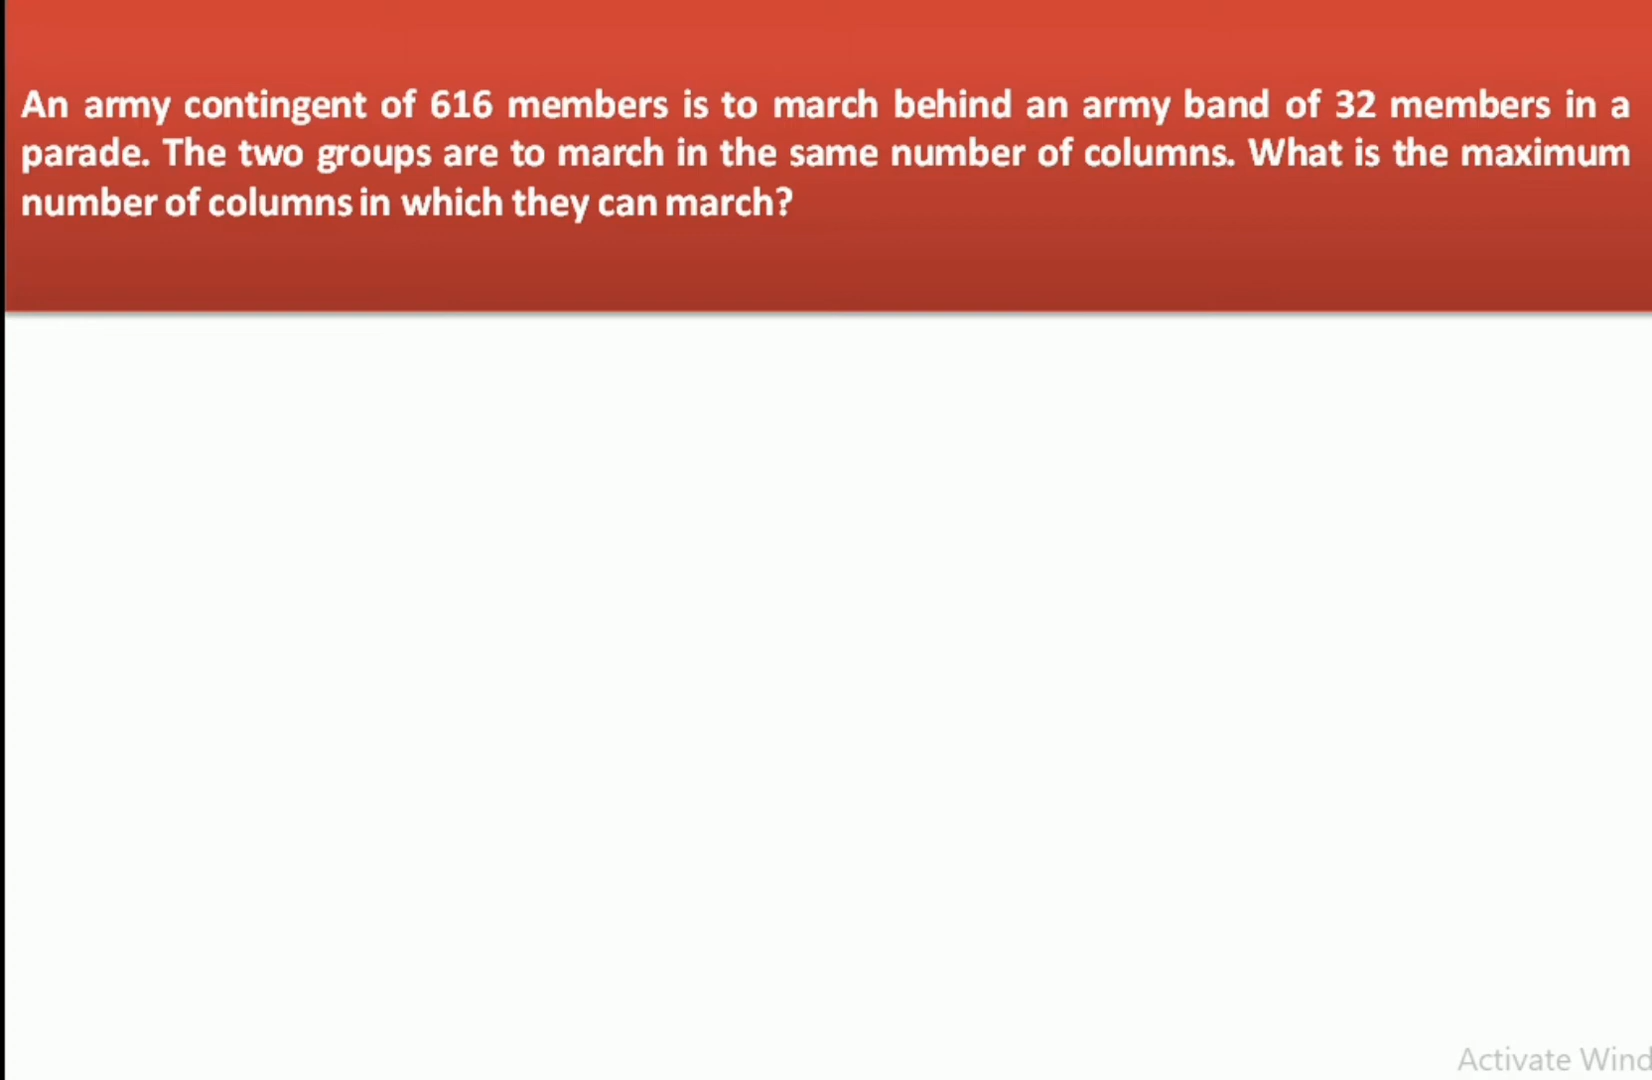 An army contingent of 616 members is to march behind an army band of 32 members in a
parade. The two groups are to march in the same number of columns. What is the maximum
number of columns in which they can march?
Activate Wind